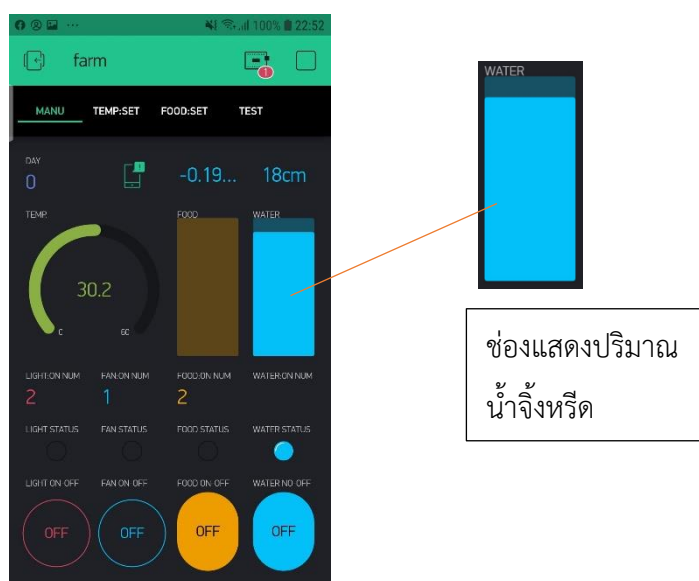 100% 22:52
farm
1
MANU TEMP:SET FOOD:SET TEST
DAY
0
-0.19... 18cm
TEMP. FOOD WATER
30.2
C GC
LIGHT:ON NUM FAN:ON NUM FOOD:ON NUM WATER:ON NUM
2 1 2
LIGHT STATUS FAN STATUS FOOD STATUS WATER STATUS
LIGHT ON-OFF FAN ON-OFF FOOD ON-OFF WATER NO-OFF
OFF OFF OFF OFF
WATER
ช่องแสดงปริมาณ
น้ำจิ้งหรีด